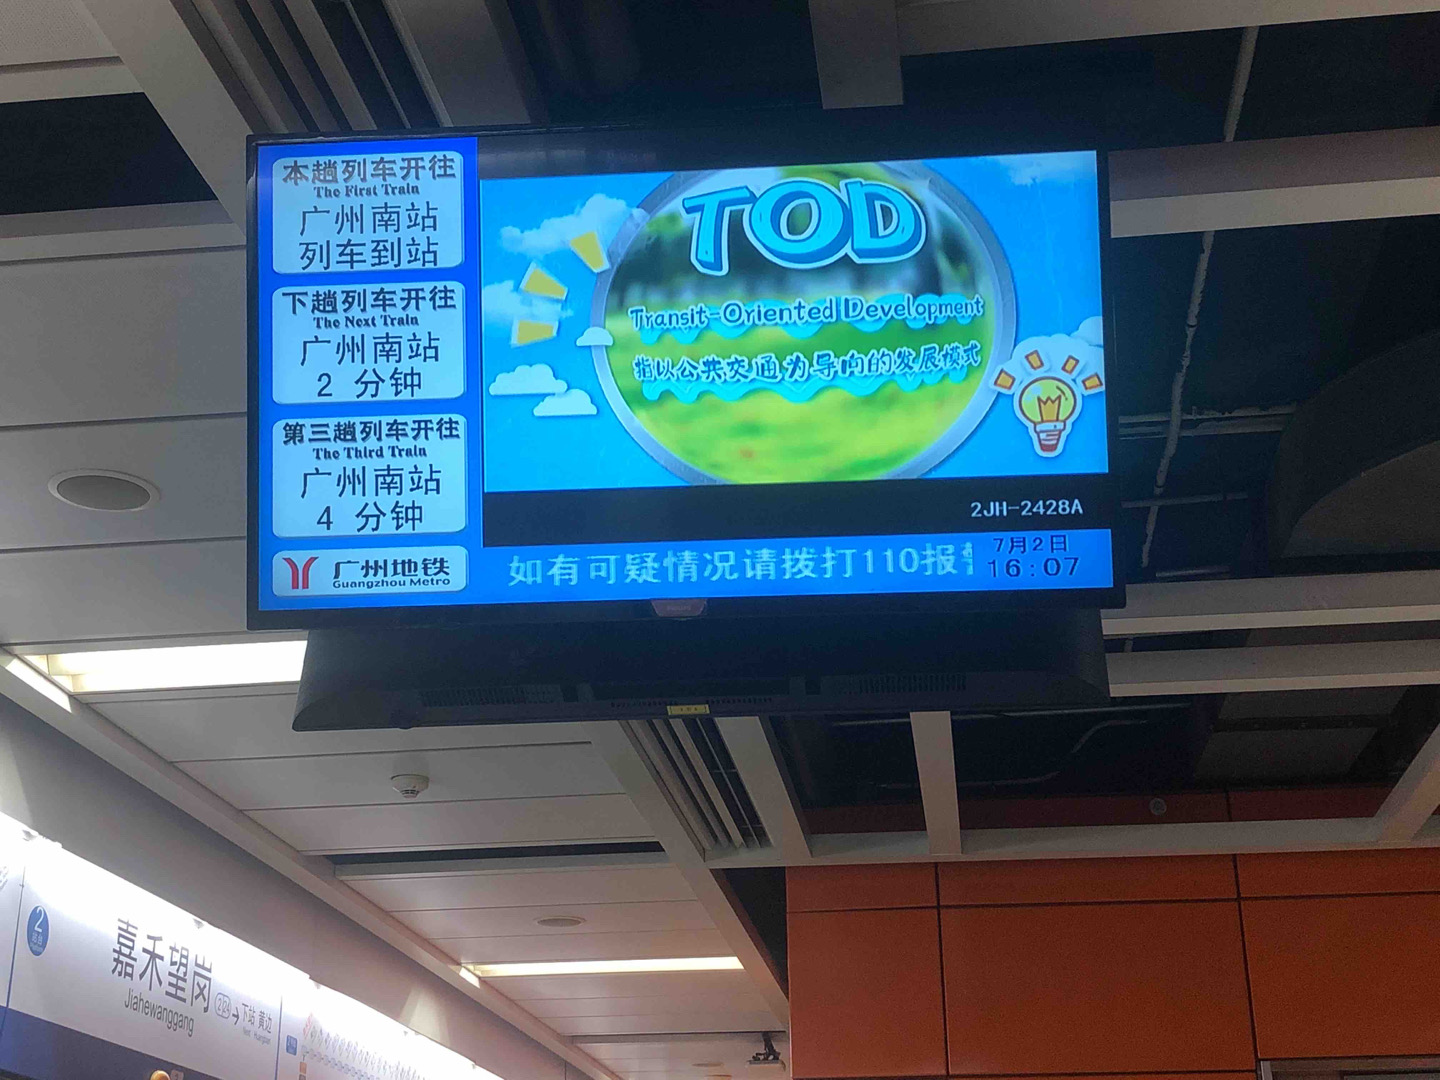 本趟列车开往
The First Train
广州南站
列车到站
下趟列车开往
The Next Train
广州南站
2 分钟
第三趟列车开往
The Third Train
广州南站
4 分钟
广州地铁
Guangzhou Metro
TOD
Transit-Oriented Development
指以公共交通为导向的发展模式
2JH-2428A
如有可疑情况请拨打110报
7月2日
16:07
2
嘉禾望岗
Jiahewanggang
下站 黄边